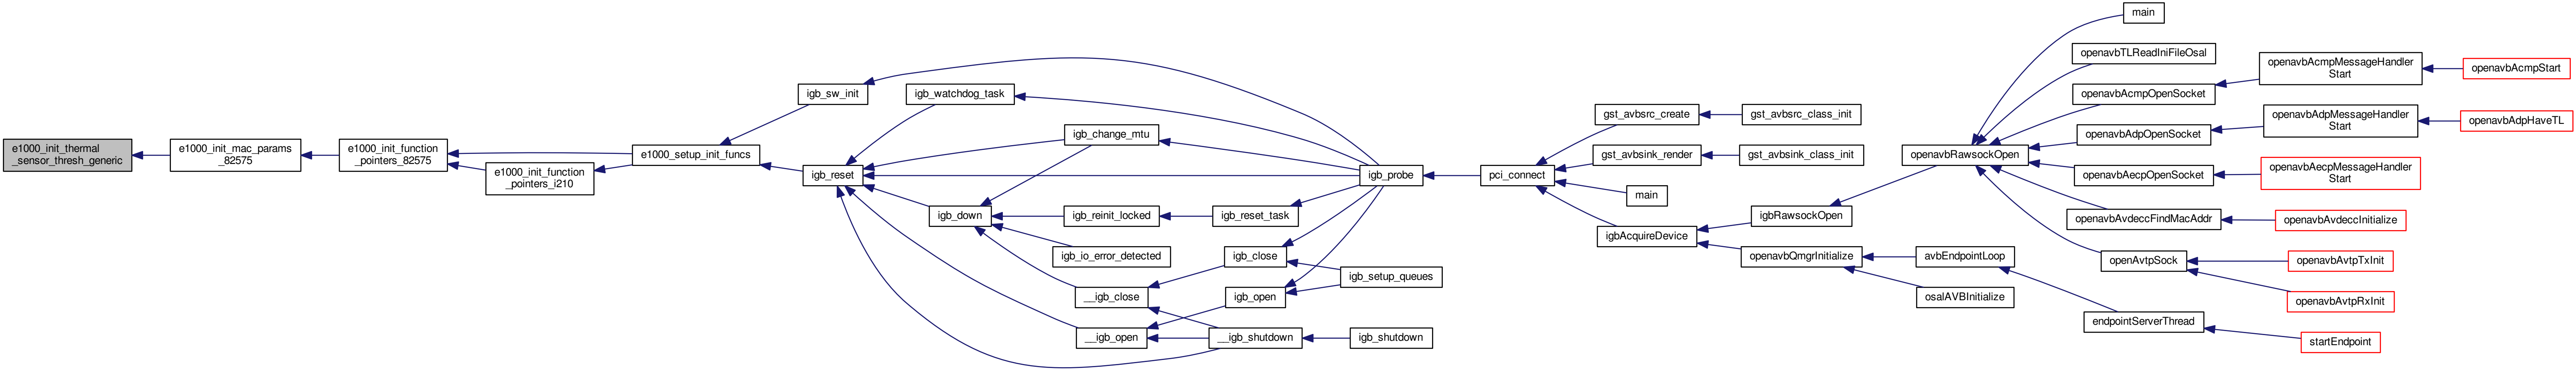 e1000_init_thermal
_sensor_thresh_generic
e1000_init_mac_params
_82575
e1000_init_function
_pointers_82575
e1000_init_function
_pointers_i210
e1000_setup_init_funcs
igb_sw_init
igb_reset
igb_watchdog_task
igb_change_mtu
igb_down
igb_reinit_locked
igb_reset_task
igb_io_error_detected
__igb_close
__igb_open
igb_close
igb_open
__igb_shutdown
igb_probe
igb_setup_queues
igb_shutdown
pci_connect
gst_avbsrc_create
gst_avbsrc_class_init
gst_avbsink_render
gst_avbsink_class_init
main
igbAcquireDevice
igbRawsockOpen
openavbQmgrInitialize
avbEndpointLoop
osalAVBInitialize
endpointServerThread
startEndpoint
openavbRawsockOpen
main
openavbTLReadIniFileOsal
openavbAcmpOpenSocket
openavbAcmpMessageHandler
Start
openavbAcmpStart
openavbAdpOpenSocket
openavbAdpMessageHandler
Start
openavbAdpHaveTL
openavbAecpOpenSocket
openavbAecpMessageHandler
Start
openavbAvdeccFindMacAddr
openavbAvdeccInitialize
openAvtpSock
openavbAvtpTxInit
openavbAvtpRxInit